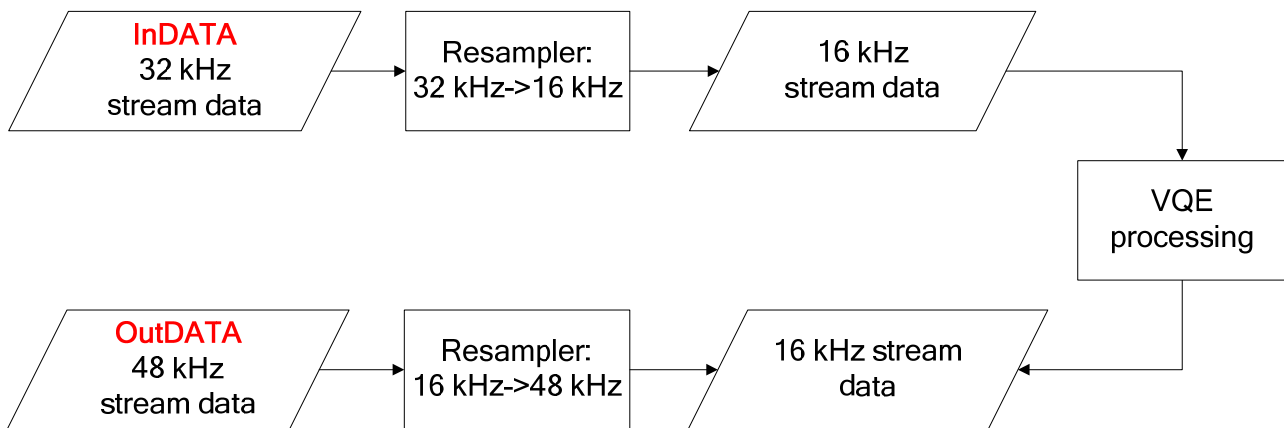 InDATA
32 kHz
stream data
Resampler:
32 kHz->16 kHz
16 kHz
stream data
VQE
processing
OutDATA
48 kHz
stream data
Resampler:
16 kHz->48 kHz
16 kHz stream
data